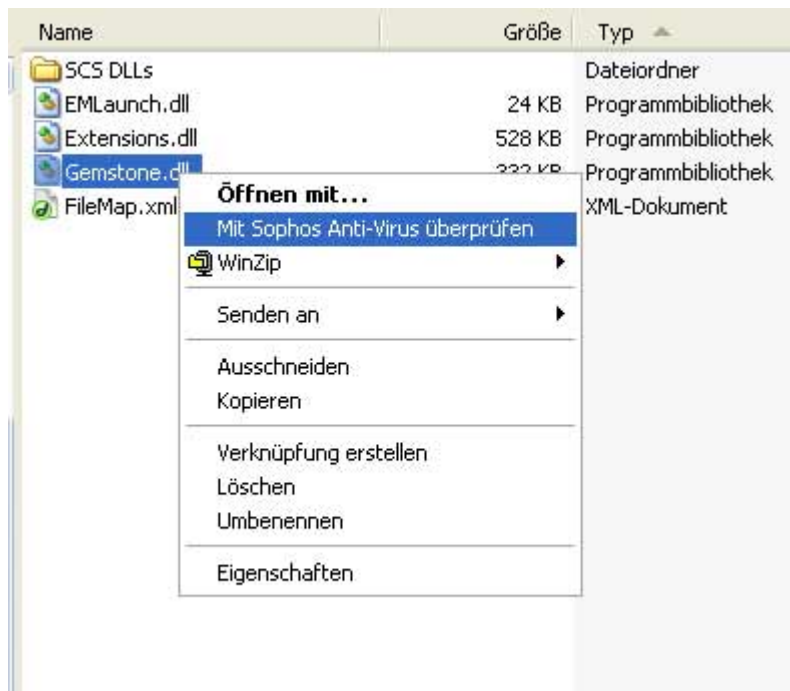 Name Größe Typ
SCS DLLs Dateiordner
EMLaunch.dll 24 KB Programmbibliothek
Extensions.dll 528 KB Programmbibliothek
Gemstone.dll 332 KB Programmbibliothek
FileMap.xml XML-Dokument
Öffnen mit...
Mit Sophos Anti-Virus überprüfen
WinZip
Senden an
Ausschneiden
Kopieren
Verknüpfung erstellen
Löschen
Umbenennen
Eigenschaften